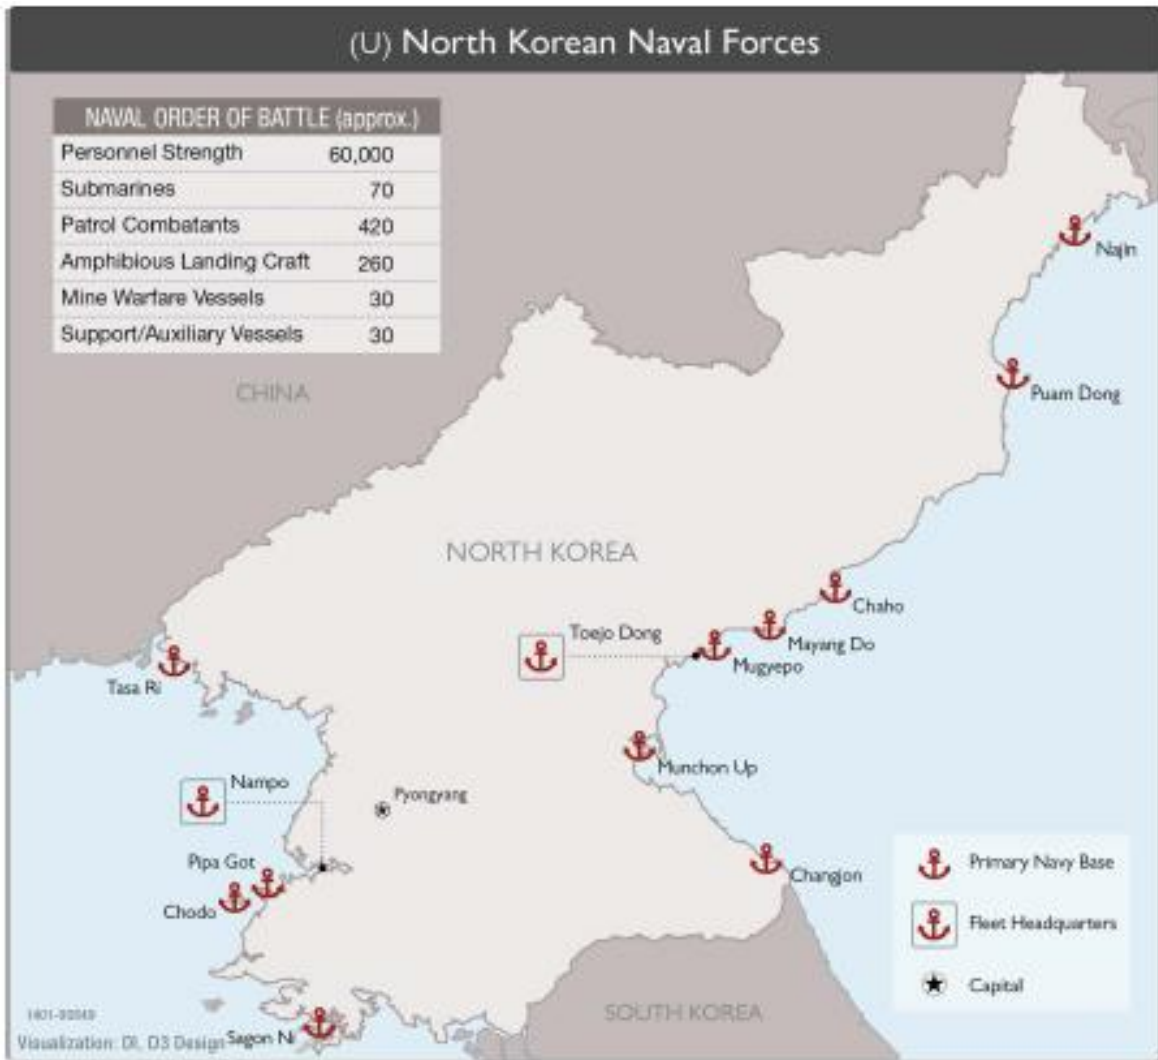 (U) North Korean Naval Forces
NAVAL ORDER OF BATTLE (approx.)
Personnel Strength 60,000
Submarines 70
Patrol Combatants 420
Amphibious Landing Craft 260
Mine Warfare Vessels 30
Support/Auxiliary Vessels 30
CHINA
Najin
Puam Dong
NORTH KOREA
Chaho
Toejo Dong
Mayang Do
Mugyepo
Tasa Ri
Munchon Up
Nampo
Pyongyang
Pipa Got
Changjon
Chodo
Primary Navy Base
Fleet Headquarters
Capital
SOUTH KOREA
Sagon Ni
Visualization: DI, D3 Design